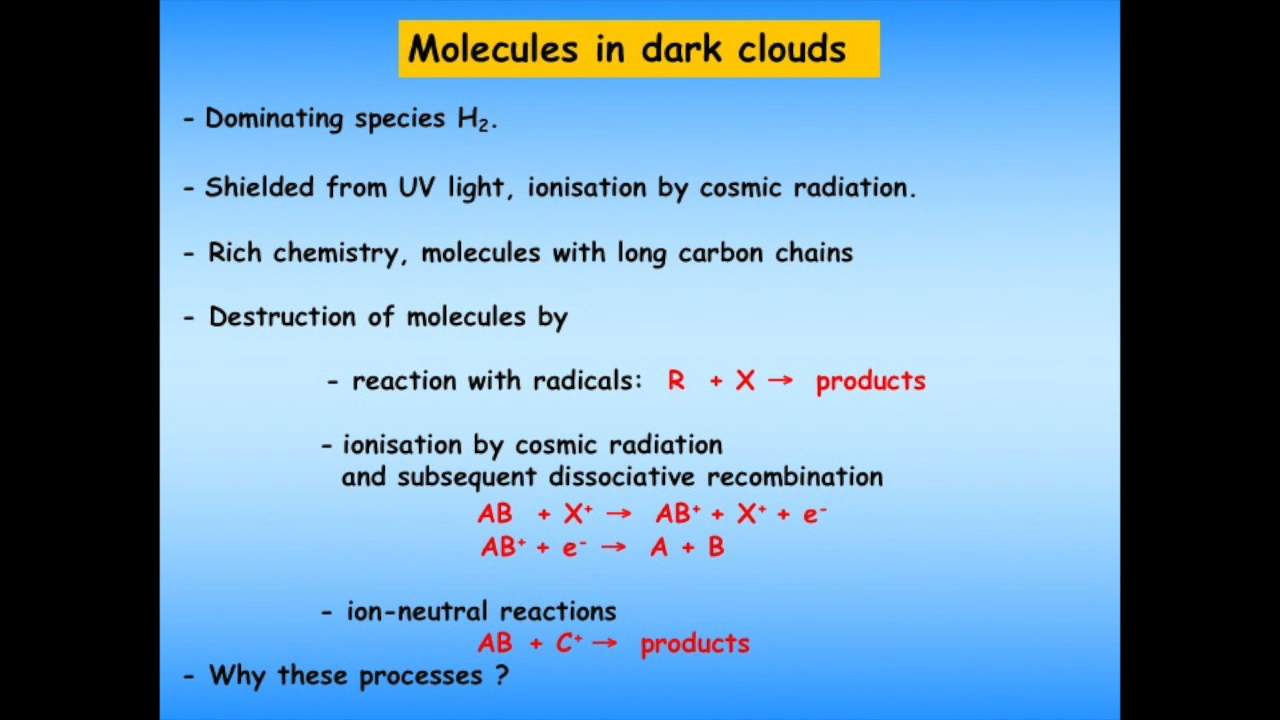 Molecules in dark clouds
- Dominating species H₂.
- Shielded from UV light, ionisation by cosmic radiation.
- Rich chemistry, molecules with long carbon chains
- Destruction of molecules by
- reaction with radicals: R + X → products
- ionisation by cosmic radiation
and subsequent dissociative recombination
AB + X⁺ → AB⁺ + X⁺ + e⁻
AB⁺ + e⁻ → A + B
- ion-neutral reactions
AB + C⁺ → products
- Why these processes ?